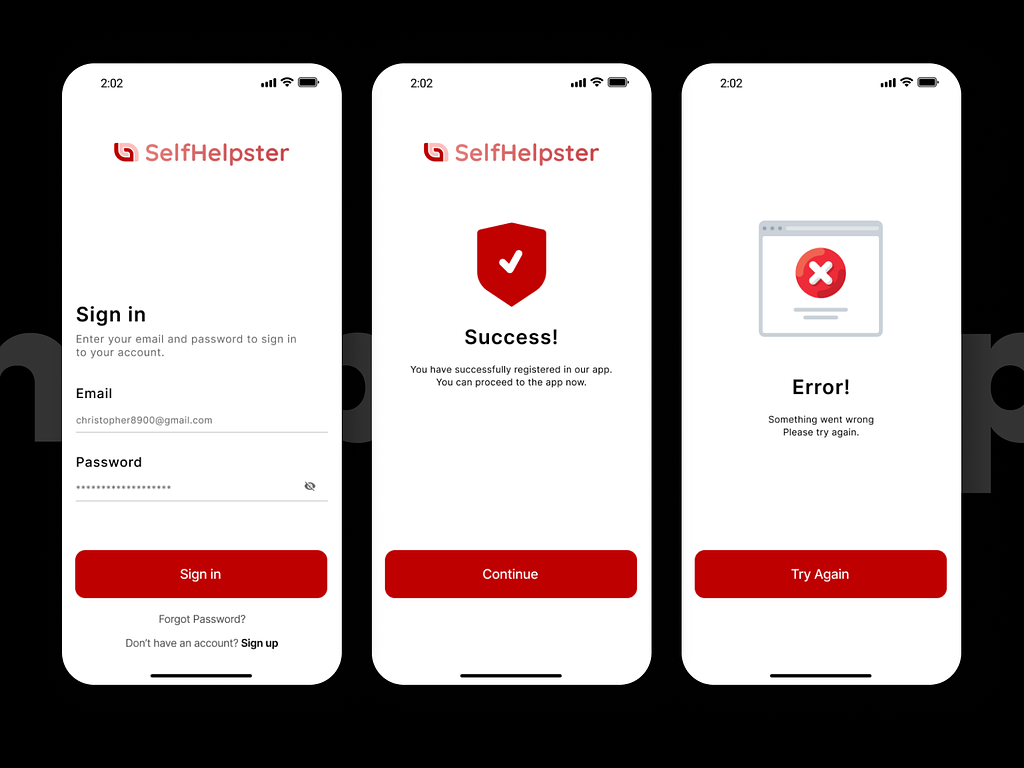 2:02
SelfHelpster
Sign in
Enter your email and password to sign in
to your account.
Email
christopher8900@gmail.com
Password
*******************
Sign in
Forgot Password?
Don't have an account? Sign up
2:02
SelfHelpster
Success!
You have successfully registered in our app.
You can proceed to the app now.
Continue
2:02
Error!
Something went wrong
Please try again.
Try Again